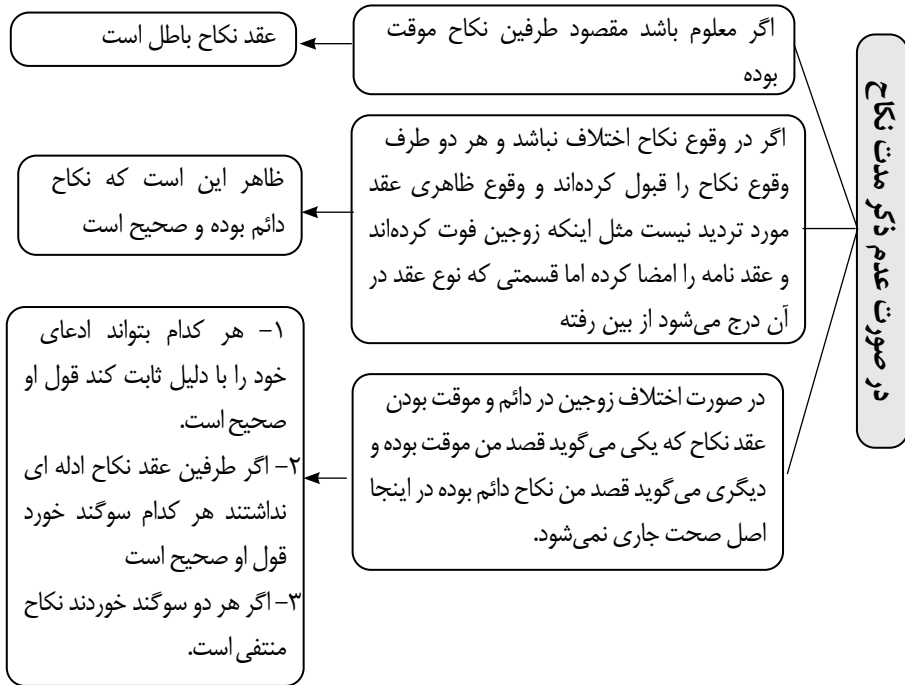 در صورت عدم ذکر مدت نکاح
اگر معلوم باشد مقصود طرفین نکاح موقت
بوده
عقد نکاح باطل است
اگر در وقوع نکاح اختلاف نباشد و هر دو طرف
وقوع نکاح را قبول کرده‌اند و وقوع ظاهری عقد
مورد تردید نیست مثل اینکه زوجین فوت کرده‌اند
و عقد نامه را امضا کرده اما قسمتی که نوع عقد در
آن درج می‌شود از بین رفته
ظاهر این است که نکاح
دائم بوده و صحیح است
در صورت اختلاف زوجین در دائم و موقت بودن
عقد نکاح که یکی می‌گوید قصد من موقت بوده و
دیگری می‌گوید قصد من نکاح دائم بوده در اینجا
اصل صحت جاری نمی‌شود.
۱- هر کدام بتواند ادعای
خود را با دلیل ثابت کند قول او
صحیح است.
۲- اگر طرفین عقد نکاح ادله ای
نداشتند هر کدام سوگند خورد
قول او صحیح است
۳- اگر هر دو سوگند خوردند نکاح
منتفی است.